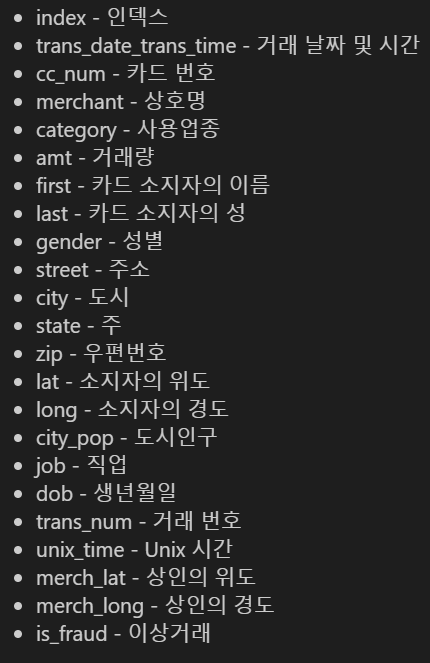 • index - 인덱스
• trans_date_trans_time - 거래 날짜 및 시간
• cc_num - 카드 번호
• merchant - 상호명
• category - 사용업종
• amt - 거래량
• first - 카드 소지자의 이름
• last - 카드 소지자의 성
• gender - 성별
• street - 주소
• city - 도시
• state - 주
• zip - 우편번호
• lat - 소지자의 위도
• long - 소지자의 경도
• city_pop - 도시인구
• job - 직업
• dob - 생년월일
• trans_num - 거래 번호
• unix_time - Unix 시간
• merch_lat - 상인의 위도
• merch_long - 상인의 경도
• is_fraud - 이상거래